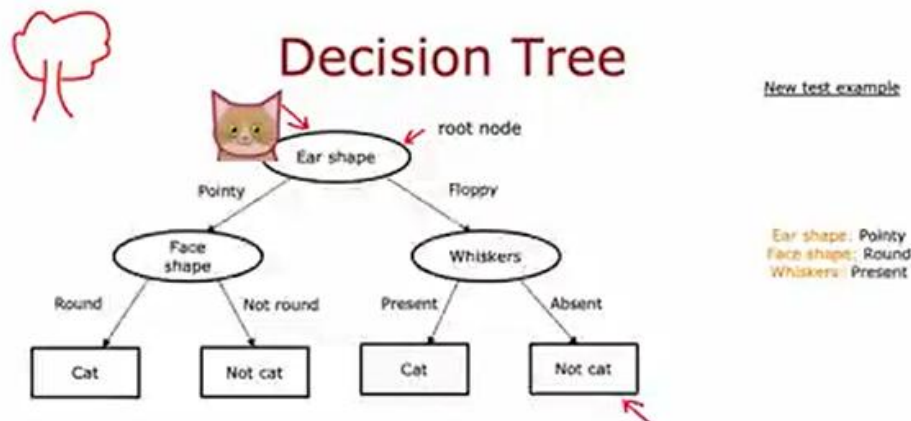 Decision Tree
New test example
root node
Ear shape
Pointy
Floppy
Face
shape
Whiskers
Ear shape: Pointy
Face shape: Round
Whiskers: Present
Round
Not round
Present
Absent
Cat
Not cat
Cat
Not cat